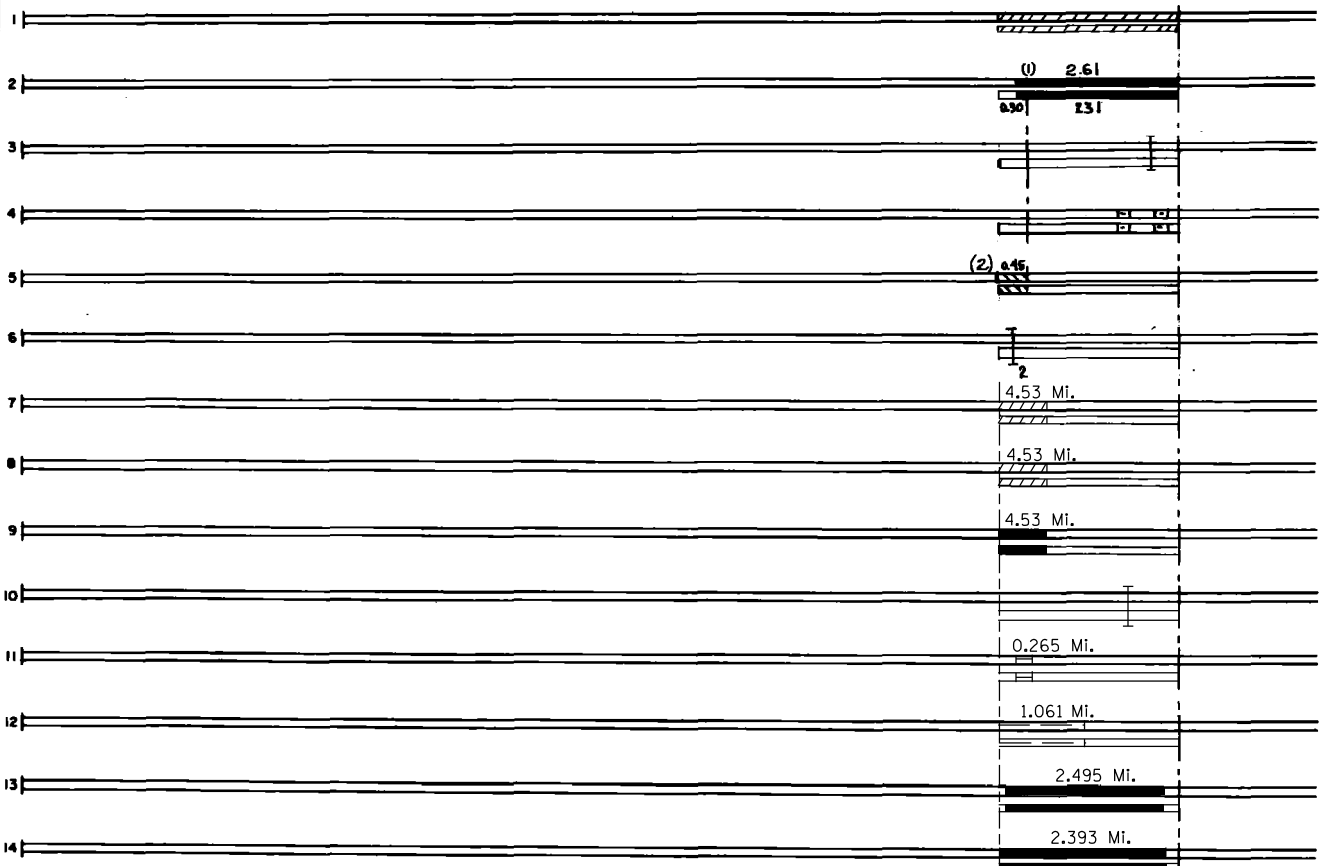 1
2 (1) 2.61
0.30 2.31
3
4
5 (2) 0.45
6
2
7 4.53 Mi.
8 4.53 Mi.
9 4.53 Mi.
10
11 0.265 Mi.
12 1.061 Mi.
13 2.495 Mi.
14 2.393 Mi.